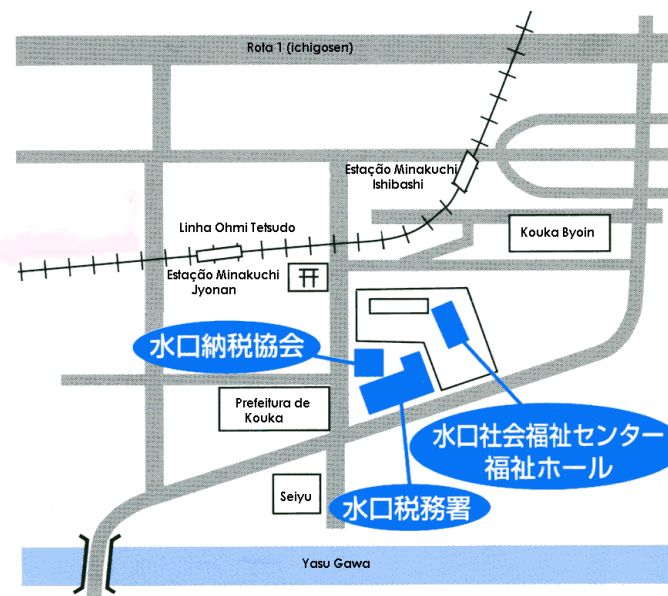 Rota 1 (ichigosen)
Estação Minakuchi
Ishibashi
Linha Ohmi Tetsudo
Kouka Byoin
Estação Minakuchi
Jyonan
水口納税協会
Prefeitura de
Kouka
水口社会福祉センター
福祉ホール
Seiyu
水口税務署
Yasu Gawa